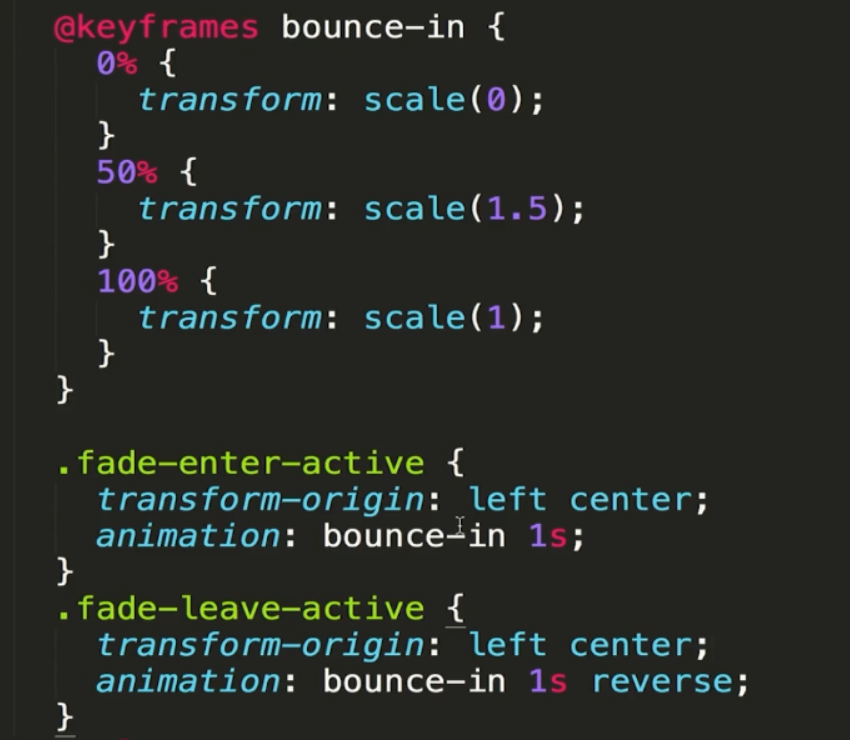 @keyframes bounce-in {
  0% {
    transform: scale(0);
  }
  50% {
    transform: scale(1.5);
  }
  100% {
    transform: scale(1);
  }
}

.fade-enter-active {
  transform-origin: left center;
  animation: bounce-in 1s;
}
.fade-leave-active {
  transform-origin: left center;
  animation: bounce-in 1s reverse;
}